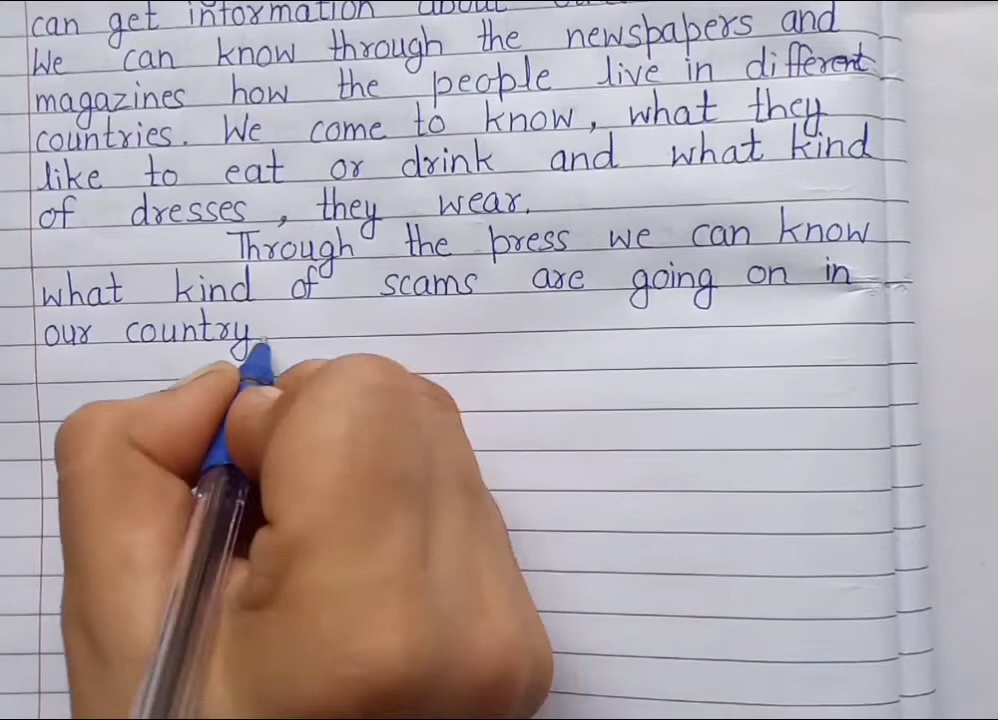 can get information about
We can know through the newspapers and
magazines how the people live in different
countries. We come to know, what they
like to eat or drink and what kind
of dresses, they wear.
Through the press we can know
what kind of scams are going on in
our country.